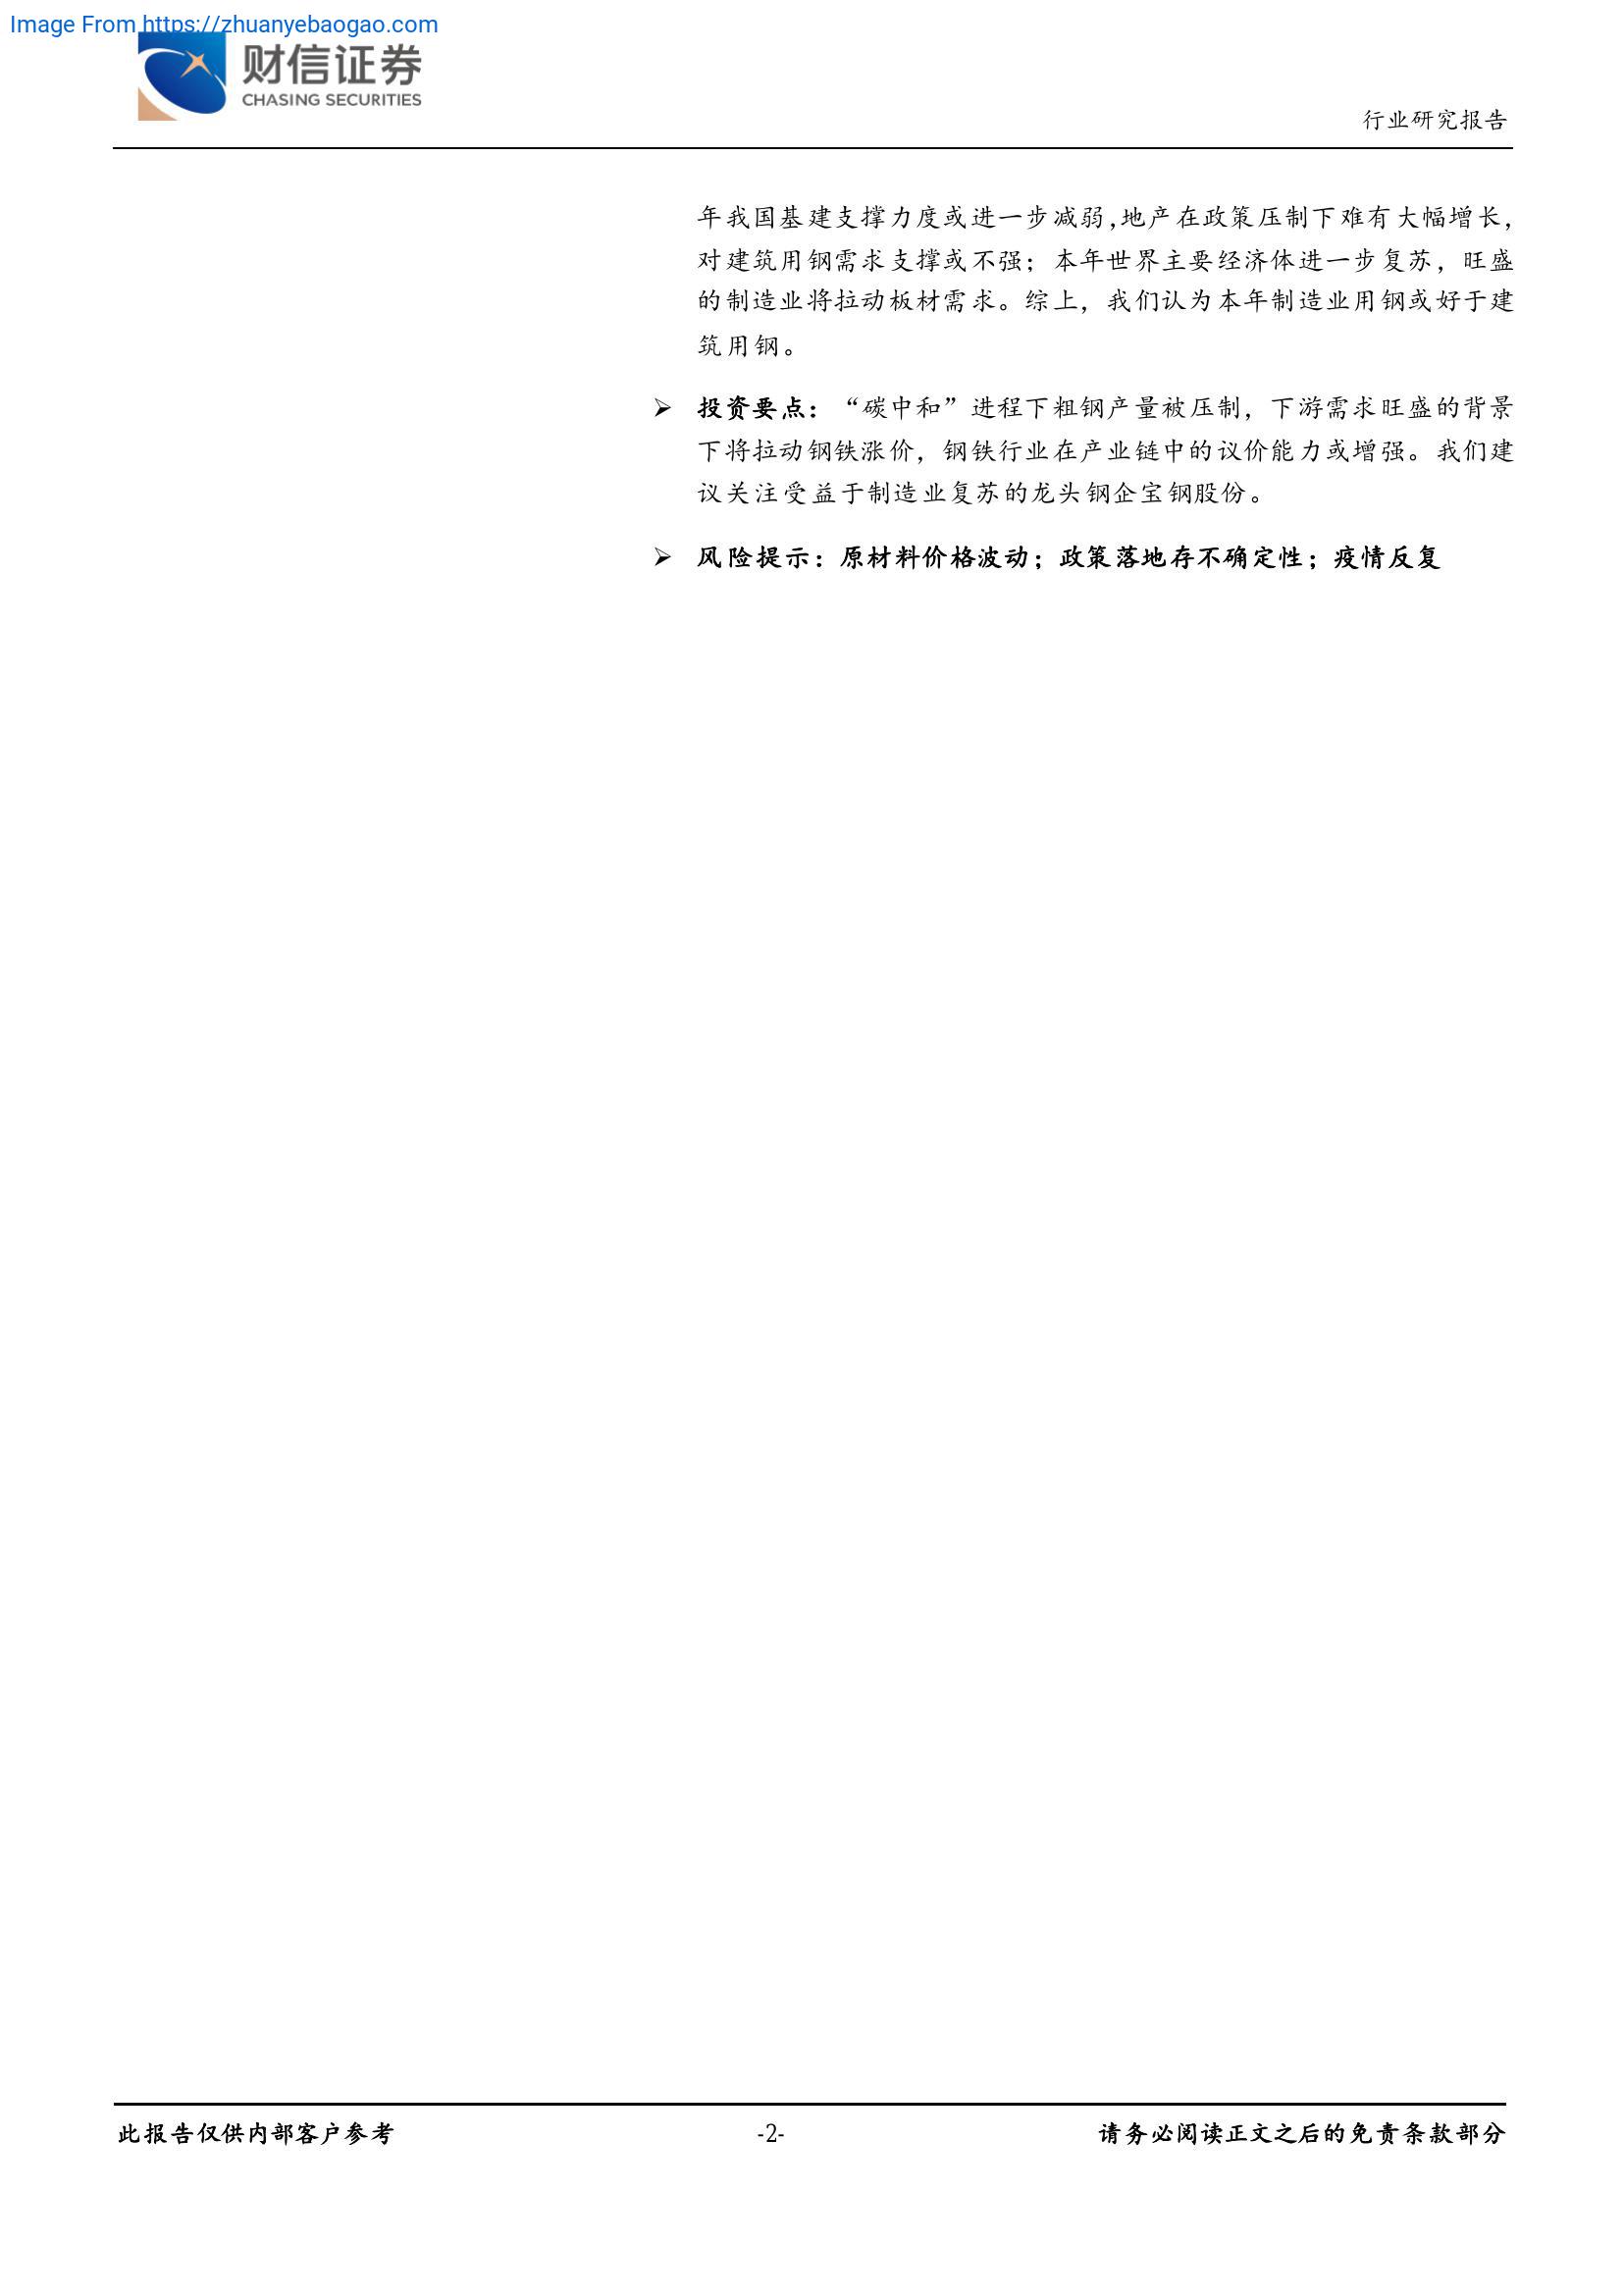 Image From https://zhuanyebaogao.com
财信证券
CHASING SECURITIES
行业研究报告
年我国基建支撑力度或进一步减弱,地产在政策压制下难有大幅增长，
对建筑用钢需求支撑或不强；本年世界主要经济体进一步复苏，旺盛
的制造业将拉动板材需求。综上，我们认为本年制造业用钢或好于建
筑用钢。
➢ 投资要点：“碳中和”进程下粗钢产量被压制，下游需求旺盛的背景
下将拉动钢铁涨价，钢铁行业在产业链中的议价能力或增强。我们建
议关注受益于制造业复苏的龙头钢企宝钢股份。
➢ 风险提示：原材料价格波动；政策落地存不确定性；疫情反复
此报告仅供内部客户参考
-2-
请务必阅读正文之后的免责条款部分